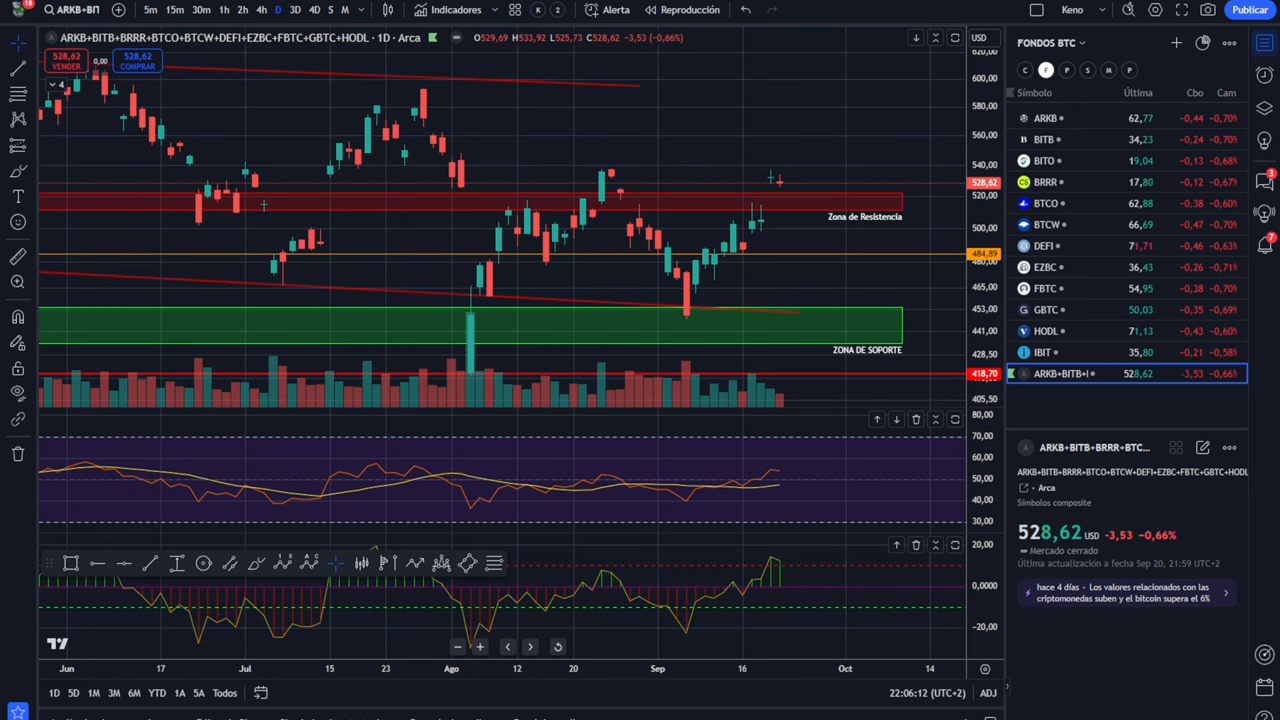 18
ARKB+BI
5m 15m 30m 1h 2h 4h D 3D 4D S M
Indicadores
K 2
Alerta
Reproducción
Keno
Publicar
ARKB+BITB+BRRR+BTCO+BTCW+DEFI+EZBC+FBTC+GBTC+HODL · 1D · Arca
O529,69 H533,92 L525,73 C528,62 −3,53 (−0,66%)
USD
528,62
VENDER
0,00
528,62
COMPRAR
4
620,00
600,00
580,00
560,00
540,00
528,62
520,00
500,00
484,89
480,00
465,00
453,00
441,00
428,50
418,70
405,50
Zona de Resistencia
ZONA DE SOPORTE
80,00
70,00
60,00
50,00
40,00
30,00
20,00
0,0000
−20,00
Jun 17 Jul 15 23 Ago 12 20 Sep 16 Oct 14
1D 5D 1M 3M 6M YTD 1A 5A Todos
22:06:12 (UTC+2)
ADJ
FONDOS BTC
C F P S M P
Símbolo Última Cbo Cam
ARKB 62,77 −0,44 −0,70%
BITB 34,23 −0,24 −0,70%
BITO 19,04 −0,13 −0,68%
BRRR 17,80 −0,12 −0,67%
BTCO 62,88 −0,38 −0,60%
BTCW 66,69 −0,47 −0,70%
DEFI 71,71 −0,46 −0,63%
EZBC 36,43 −0,26 −0,71%
FBTC 54,95 −0,38 −0,70%
GBTC 50,03 −0,35 −0,69%
HODL 71,13 −0,43 −0,60%
IBIT 35,80 −0,21 −0,58%
ARKB+BITB+I 528,62 −3,53 −0,66%
ARKB+BITB+BRRR+BTC...
ARKB+BITB+BRRR+BTCO+BTCW+DEFI+EZBC+FBTC+GBTC+HODL
Arca
Símbolos composite
528,62 USD −3,53 −0,66%
Mercado cerrado
Última actualización a fecha Sep 20, 21:59 UTC+2
hace 4 días • Los valores relacionados con las
criptomonedas suben y el bitcoin supera el 6%
3
7